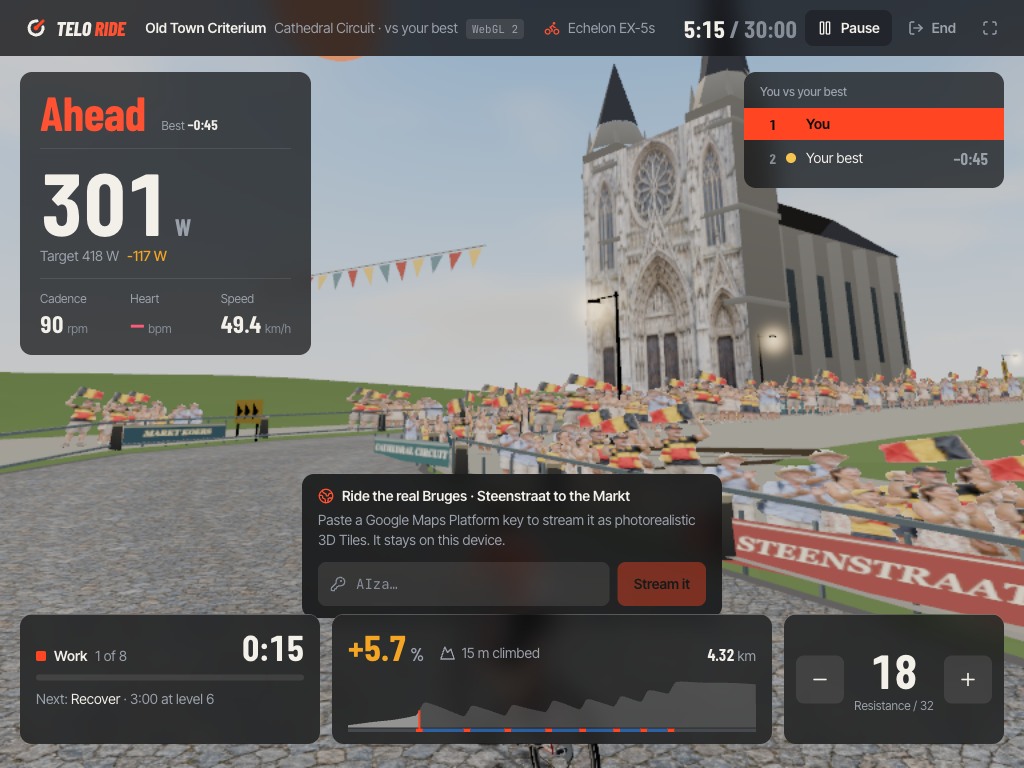 TELO RIDE
Old Town Criterium Cathedral Circuit · vs your best WebGL 2 Echelon EX-5s 5:15 / 30:00 Pause End
Ahead Best −0:45
301 W
Target 418 W -117 W
Cadence Heart Speed
90 rpm – bpm 49.4 km/h
You vs your best
1 You
2 Your best −0:45
MARKT KOERS
CATHEDRAL CIRCUIT
STEENSTRAAT
Ride the real Bruges · Steenstraat to the Markt
Paste a Google Maps Platform key to stream it as photorealistic
3D Tiles. It stays on this device.
AIza… Stream it
Work 1 of 8 0:15
Next: Recover · 3:00 at level 6
+5.7 % 15 m climbed 4.32 km
− 18 +
Resistance / 32